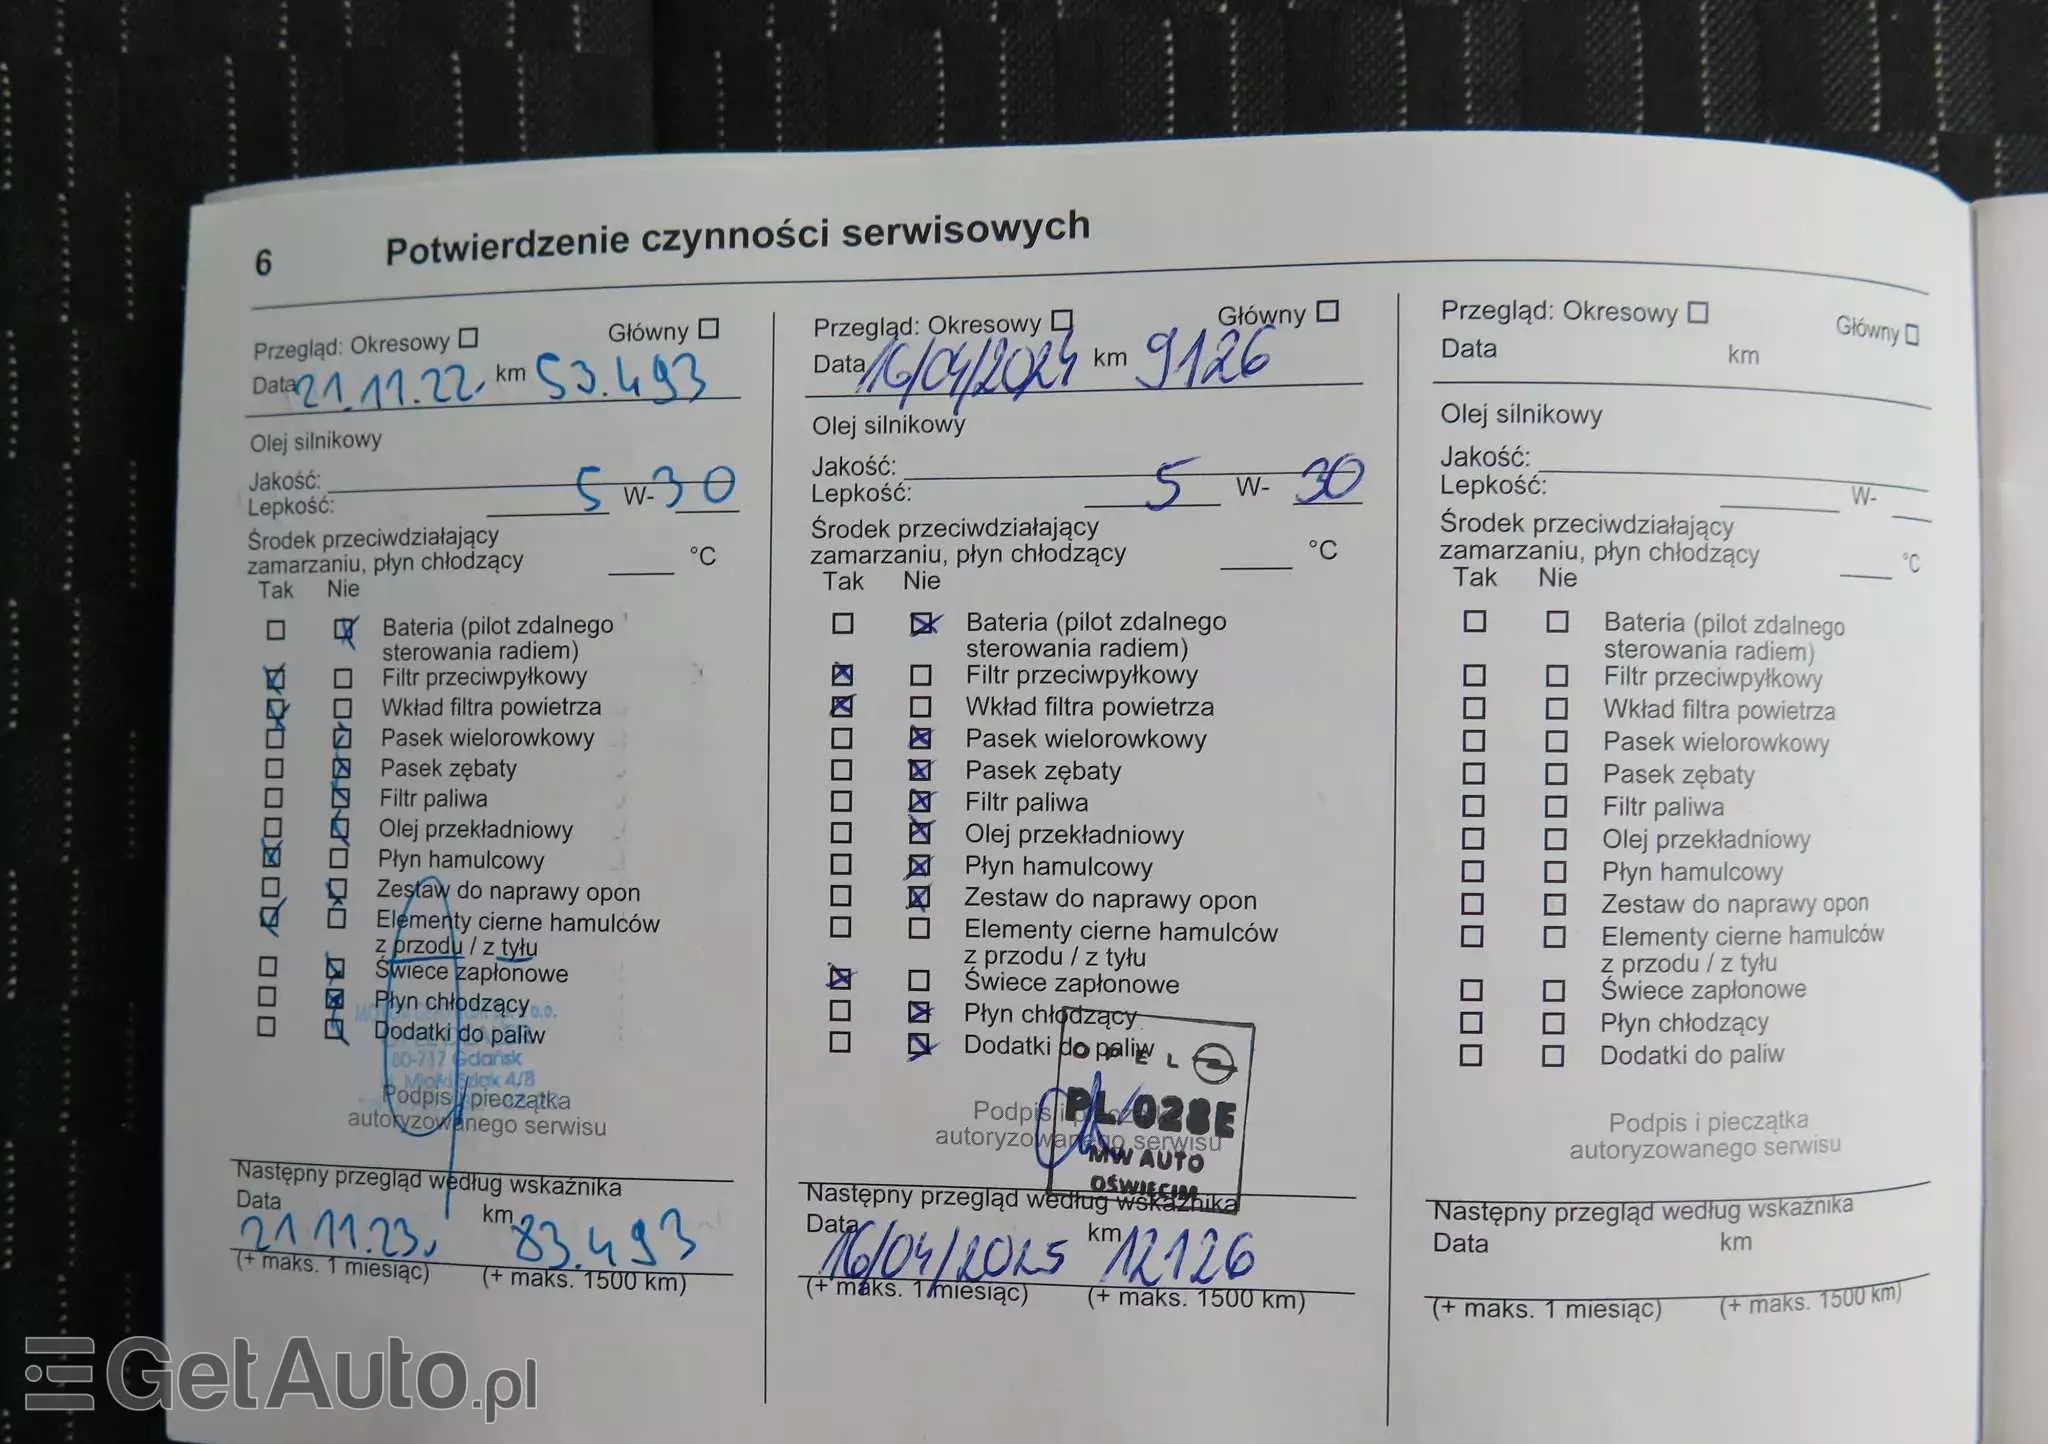 6 Potwierdzenie czynności serwisowych
Przegląd: Okresowy Główny
Data 21.11.22. km 53.493
Olej silnikowy
Jakość:
Lepkość: 5 W- 30
Środek przeciwdziałający
zamarzaniu, płyn chłodzący °C
Tak Nie
Bateria (pilot zdalnego
sterowania radiem)
Filtr przeciwpyłkowy
Wkład filtra powietrza
Pasek wielorowkowy
Pasek zębaty
Filtr paliwa
Olej przekładniowy
Płyn hamulcowy
Zestaw do naprawy opon
Elementy cierne hamulców
z przodu / z tyłu
Świece zapłonowe
Płyn chłodzący
Dodatki do paliw
80-717 Gdańsk
4/8
Podpis i pieczątka
autoryzowanego serwisu
Następny przegląd według wskaźnika
Data km
21.11.23. 83.493
(+ maks. 1 miesiąc) (+ maks. 1500 km)
Przegląd: Okresowy Główny
Data 16/04/2024 km 9126
Olej silnikowy
Jakość:
Lepkość: 5 W- 30
Środek przeciwdziałający
zamarzaniu, płyn chłodzący °C
Tak Nie
Bateria (pilot zdalnego
sterowania radiem)
Filtr przeciwpyłkowy
Wkład filtra powietrza
Pasek wielorowkowy
Pasek zębaty
Filtr paliwa
Olej przekładniowy
Płyn hamulcowy
Zestaw do naprawy opon
Elementy cierne hamulców
z przodu / z tyłu
Świece zapłonowe
Płyn chłodzący
Dodatki do paliw
OPEL
PL 028E
MW AUTO
OŚWIĘCIM
Podpis i
autoryzowanego serwisu
Następny przegląd według wskaźnika
Data km
16/04/2025 12126
(+ maks. 1 miesiąc) (+ maks. 1500 km)
Przegląd: Okresowy Główny
Data km
Olej silnikowy
Jakość:
Lepkość: W-
Środek przeciwdziałający
zamarzaniu, płyn chłodzący °C
Tak Nie
Bateria (pilot zdalnego
sterowania radiem)
Filtr przeciwpyłkowy
Wkład filtra powietrza
Pasek wielorowkowy
Pasek zębaty
Filtr paliwa
Olej przekładniowy
Płyn hamulcowy
Zestaw do naprawy opon
Elementy cierne hamulców
z przodu / z tyłu
Świece zapłonowe
Płyn chłodzący
Dodatki do paliw
Podpis i pieczątka
autoryzowanego serwisu
Następny przegląd według wskaźnika
Data km
(+ maks. 1 miesiąc) (+ maks. 1500 km)
GetAuto.pl